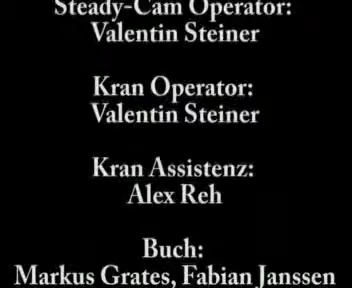 Steady-Cam Operator:
Valentin Steiner
Kran Operator:
Valentin Steiner
Kran Assistenz:
Alex Reh
Buch:
Markus Grates, Fabian Janssen